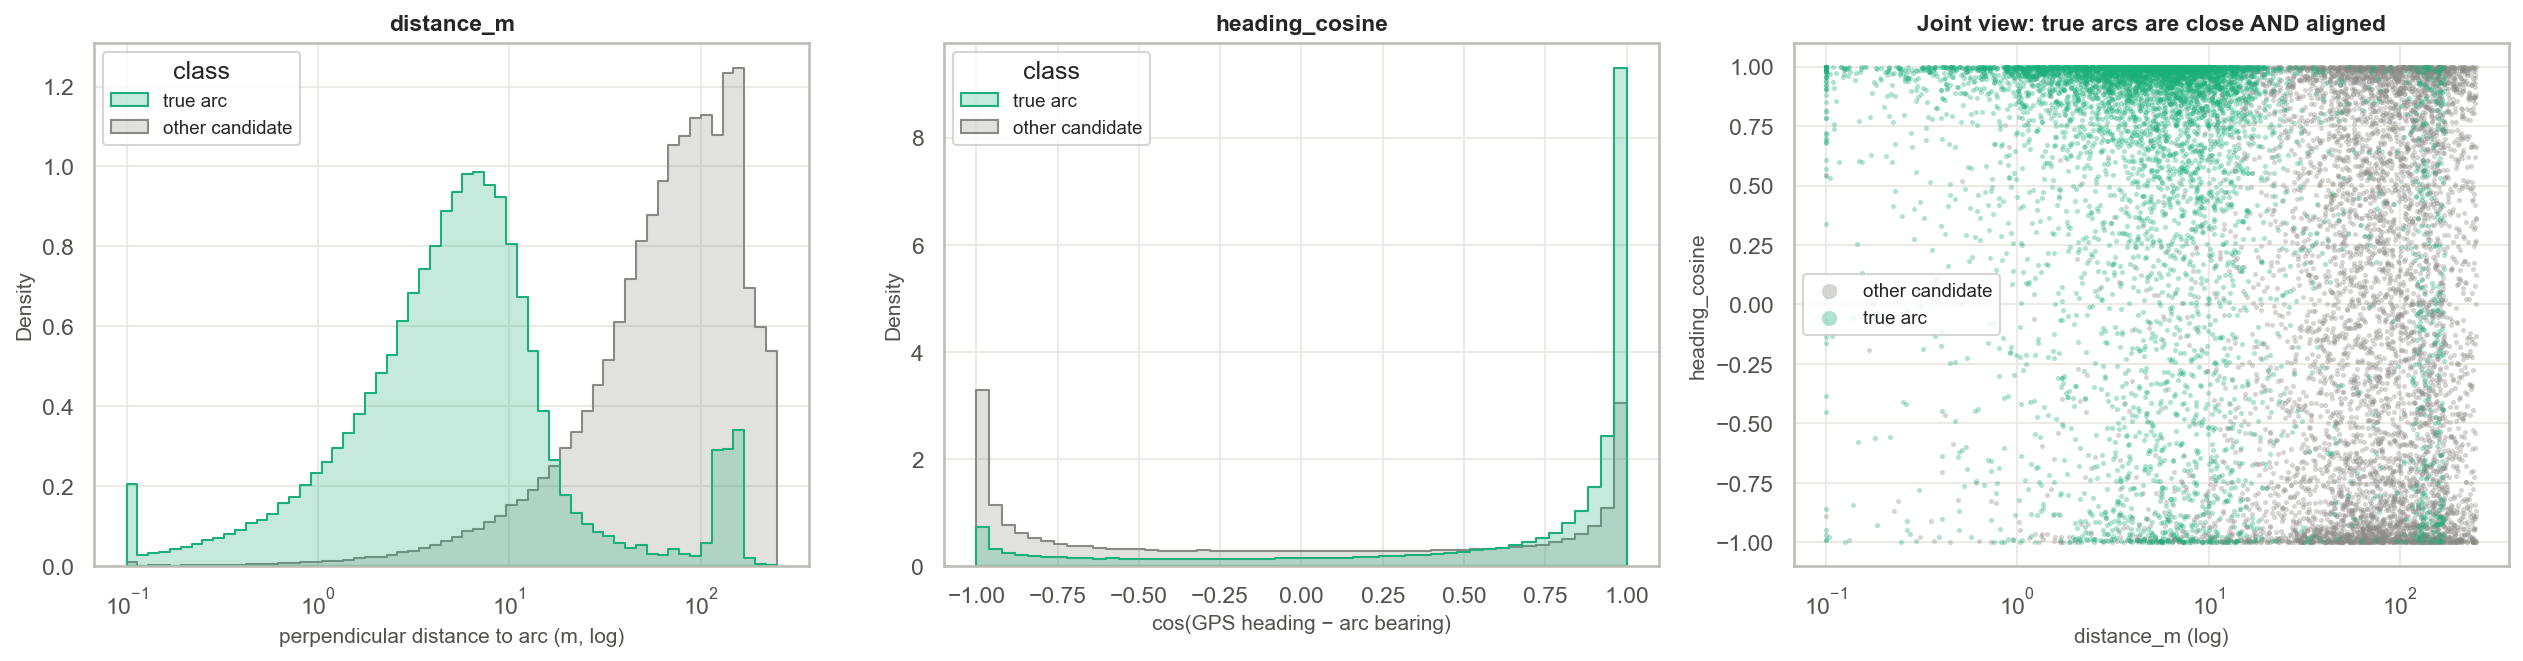 distance_m
class
true arc
other candidate
Density
1.2
1.0
0.8
0.6
0.4
0.2
0.0
10⁻¹
10⁰
10¹
10²
perpendicular distance to arc (m, log)
heading_cosine
class
true arc
other candidate
Density
8
6
4
2
0
−1.00
−0.75
−0.50
−0.25
0.00
0.25
0.50
0.75
1.00
cos(GPS heading − arc bearing)
Joint view: true arcs are close AND aligned
heading_cosine
1.00
0.75
0.50
0.25
0.00
−0.25
−0.50
−0.75
−1.00
other candidate
true arc
10⁻¹
10⁰
10¹
10²
distance_m (log)